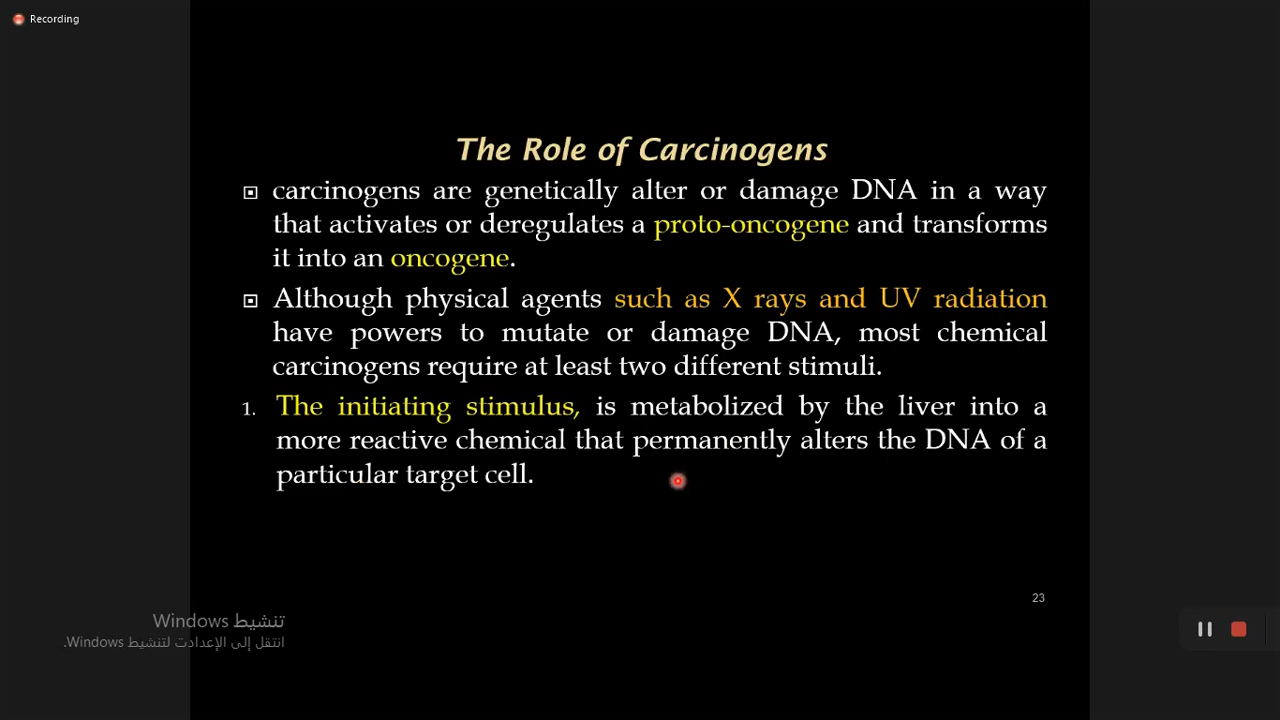 Recording
The Role of Carcinogens
carcinogens are genetically alter or damage DNA in a way
that activates or deregulates a proto-oncogene and transforms
it into an oncogene.
Although physical agents such as X rays and UV radiation
have powers to mutate or damage DNA, most chemical
carcinogens require at least two different stimuli.
1. The initiating stimulus, is metabolized by the liver into a
more reactive chemical that permanently alters the DNA of a
particular target cell.
23
تنشيط Windows
انتقل إلى الإعدادت لتنشيط Windows.